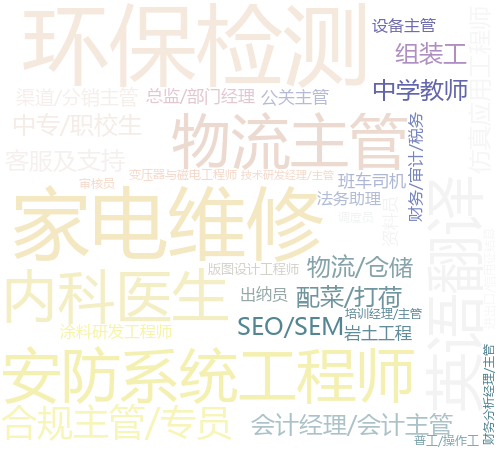 环保检测
设备主管
组装工
中学教师
仿真应用工程师
渠道/分销主管
总监/部门经理
公关主管
中专/职校生
物流主管
财务/审计/税务
客服及支持
变压器与磁电工程师
技术研发经理/主管
审核员
班车司机
法务助理
资料员
调度员
家电维修
英语翻译
版图设计工程师
物流/仓储
内科医生
出纳员
配菜/打荷
培训经理/主管
涂料研发工程师
SEO/SEM
岩土工程
安防系统工程师
财务分析经理/主管
合规主管/专员
会计经理/会计主管
普工/操作工